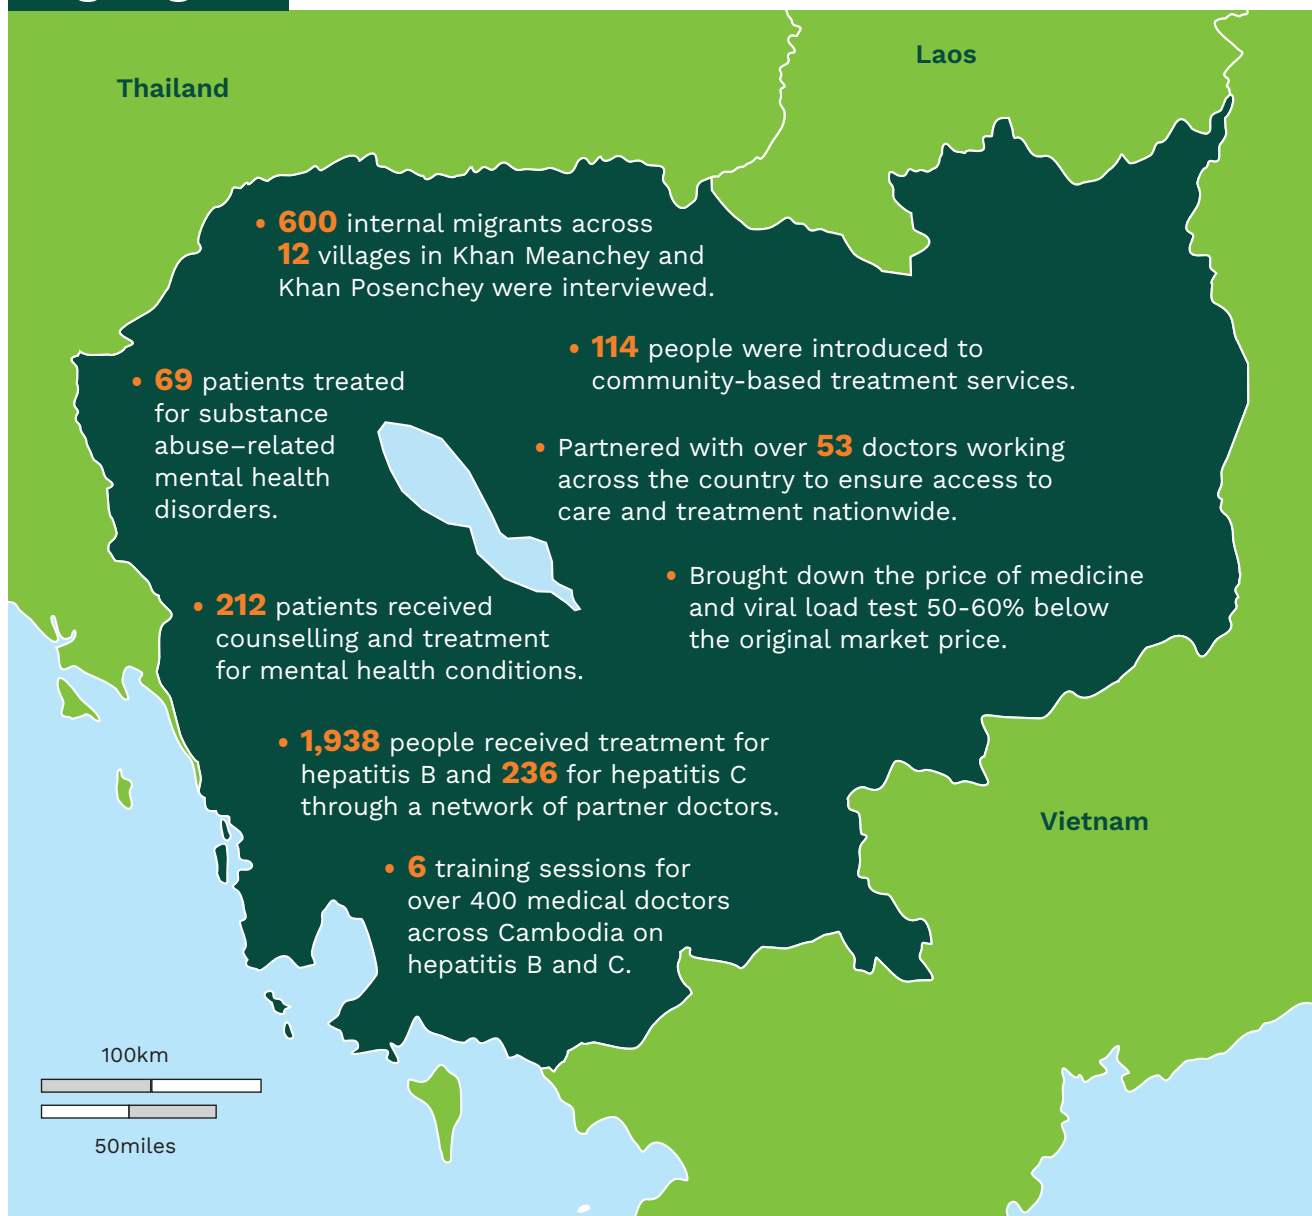 Thailand
Laos
• 600 internal migrants across
12 villages in Khan Meanchey and
Khan Posenchey were interviewed.
• 114 people were introduced to
community-based treatment services.
• 69 patients treated
for substance
abuse–related
mental health
disorders.
• Partnered with over 53 doctors working
across the country to ensure access to
care and treatment nationwide.
• Brought down the price of medicine
and viral load test 50-60% below
the original market price.
• 212 patients received
counselling and treatment
for mental health conditions.
• 1,938 people received treatment for
hepatitis B and 236 for hepatitis C
through a network of partner doctors.
Vietnam
• 6 training sessions for
over 400 medical doctors
across Cambodia on
hepatitis B and C.
100km
50miles